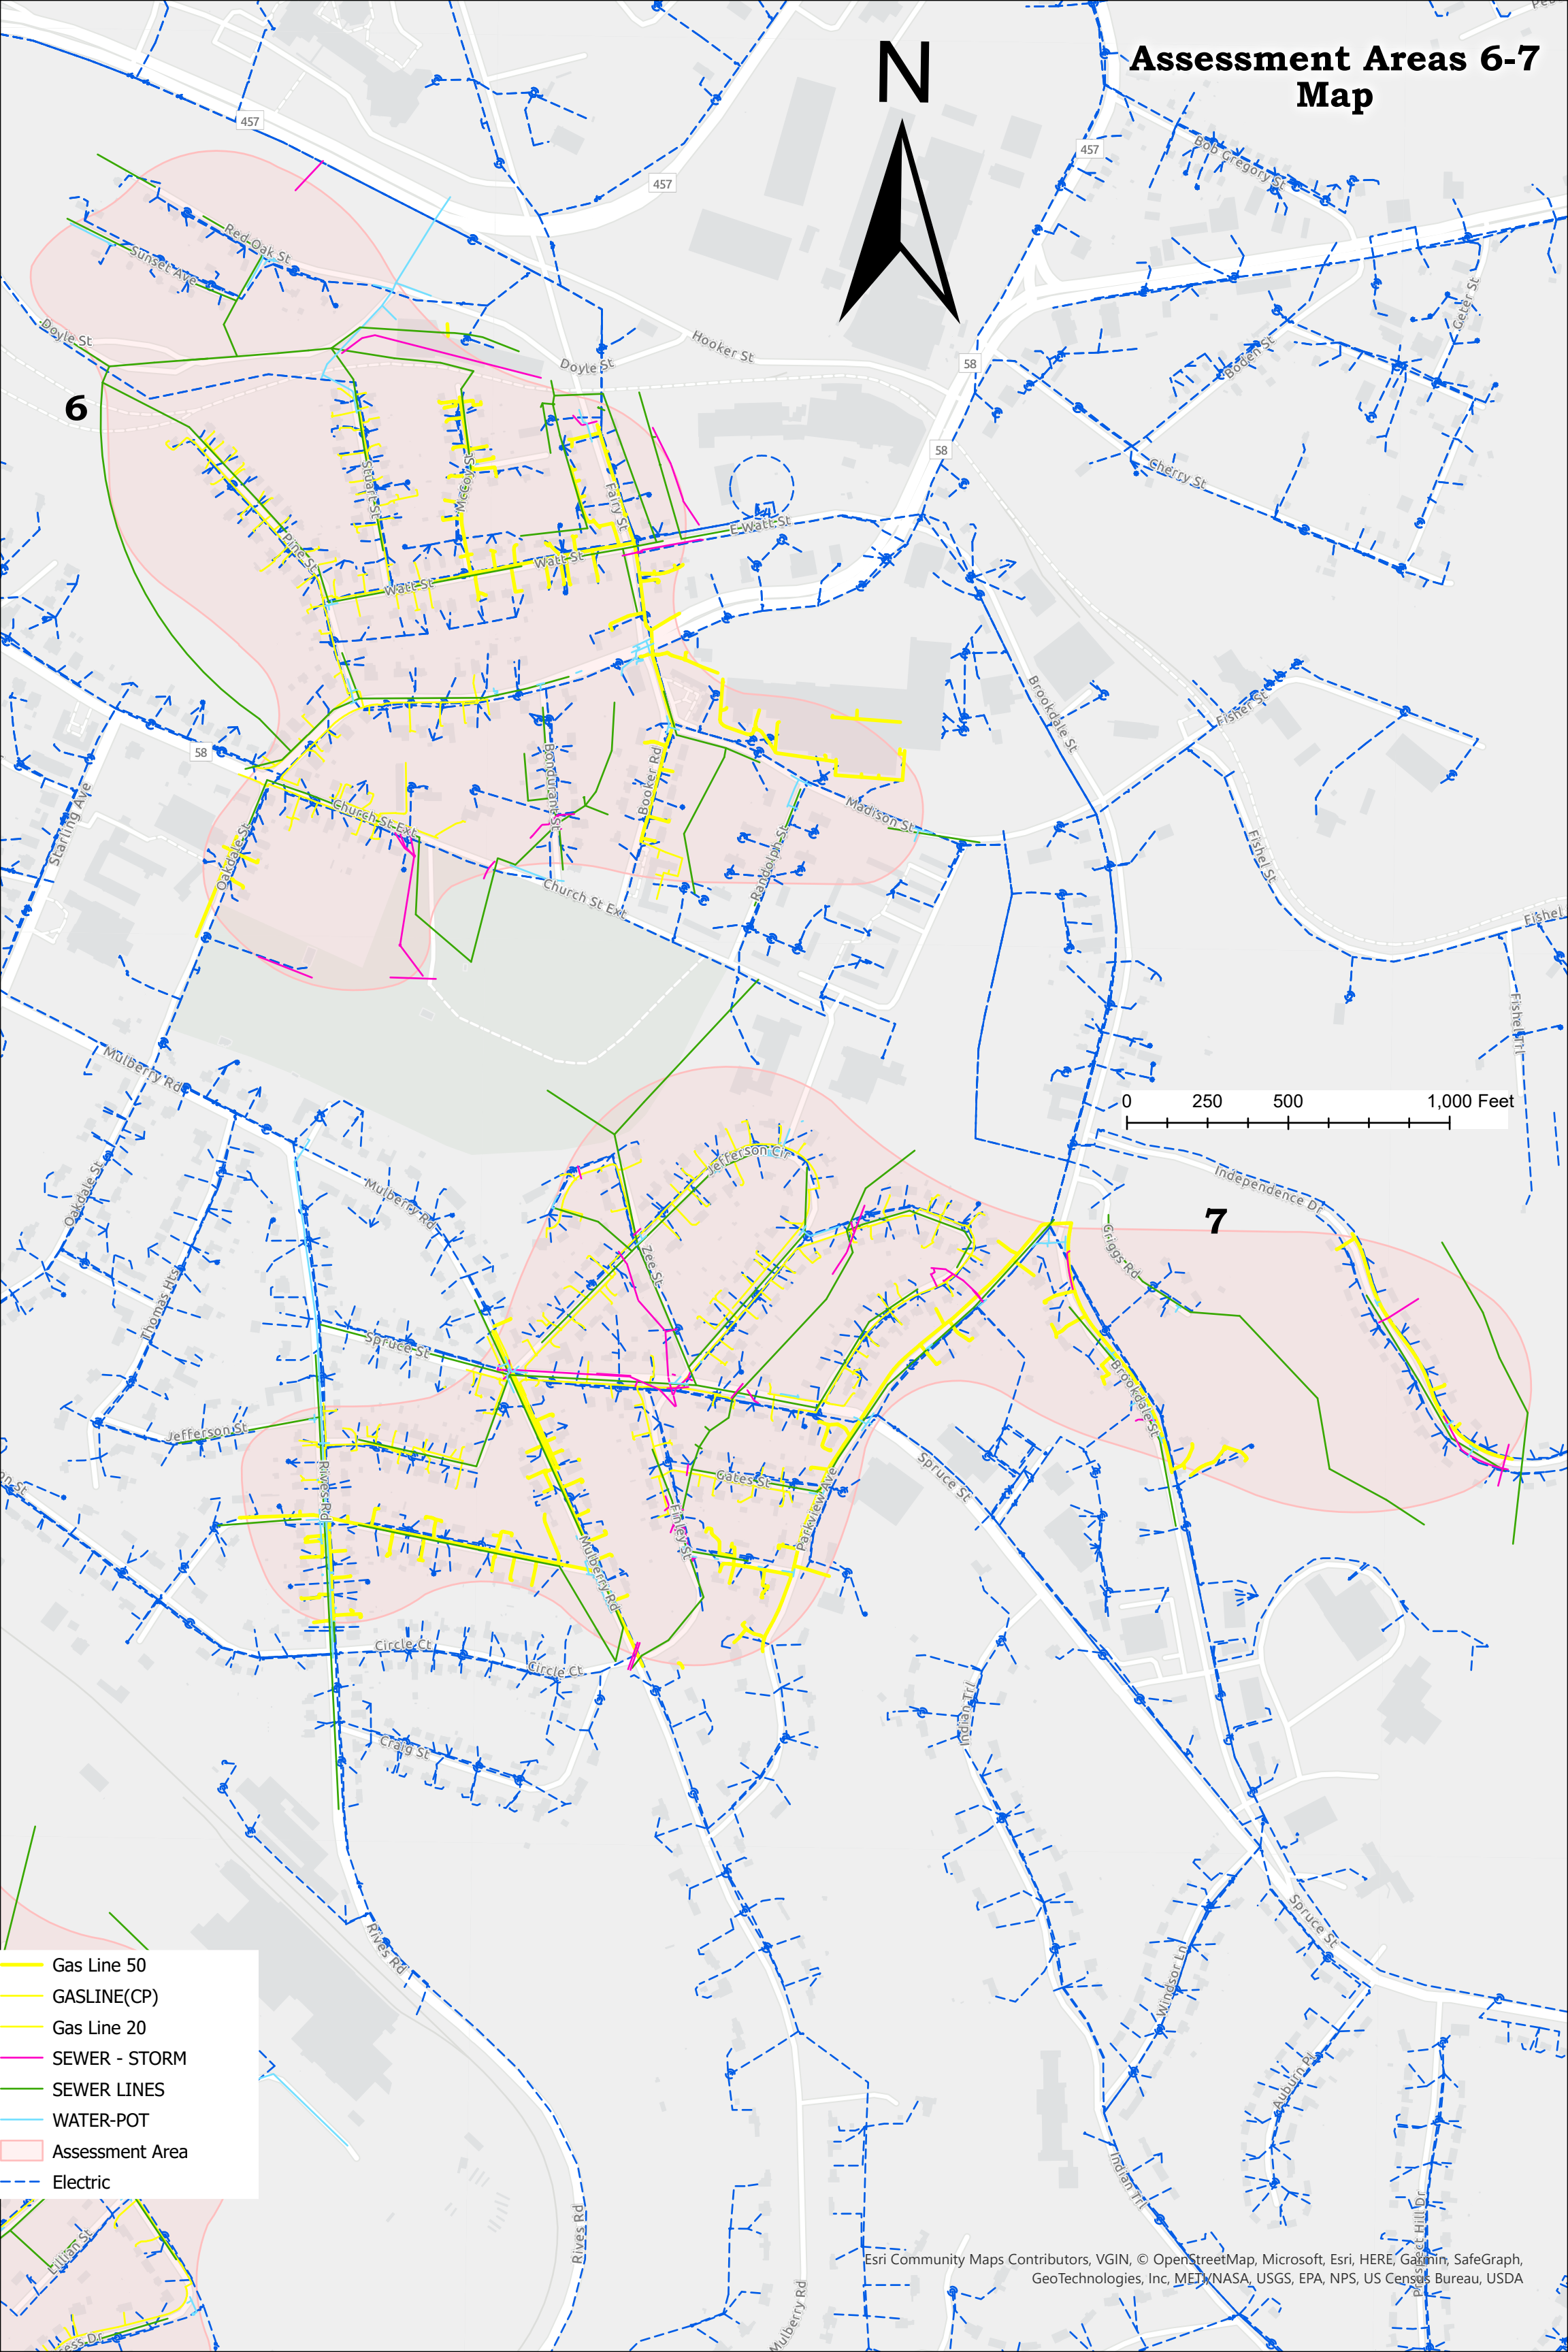 Assessment Areas 6-7
Map
N
457
457
457
Bob Gregory St
Red Oak St
Sunset Ave
Geter St
Doyle St
Hooker St
Doyle St
58
Boden St
6
58
Cherry St
Stuart St
McCoy St
Farry St
E Watt St
Pine St
Watt St
Watt St
Brookdale St
Fisher St
58
Bondurant St
Booker Rd
Starling Ave
Church St Ext
Madison St
Oakdale St
Randolph St
Fishel St
Church St Ext
Fishel
Fishel Trl
Mulberry Rd
0 250 500 1,000 Feet
Jefferson Cir
Oakdale St
Mulberry Rd
Independence Dr
7
Zee St
Griggs Rd
Thomas Hts
Spruce St
Brookdale St
Jefferson St
Spruce St
Gates St
Rives Rd
Parkview Ave
Finley St
Mulberry Rd
Circle Ct
Circle Ct
Indian Trl
Craig St
Spruce St
Rives Rd
Windsor Ln
Gas Line 50
GASLINE(CP)
Gas Line 20
SEWER - STORM
SEWER LINES
WATER-POT
Assessment Area
Electric
Auburn Pl
Indian Trl
Prospect Hill Dr
Lillian St
Rives Rd
Mulberry Rd
Esri Community Maps Contributors, VGIN, © OpenStreetMap, Microsoft, Esri, HERE, Garmin, SafeGraph,
GeoTechnologies, Inc, METI/NASA, USGS, EPA, NPS, US Census Bureau, USDA